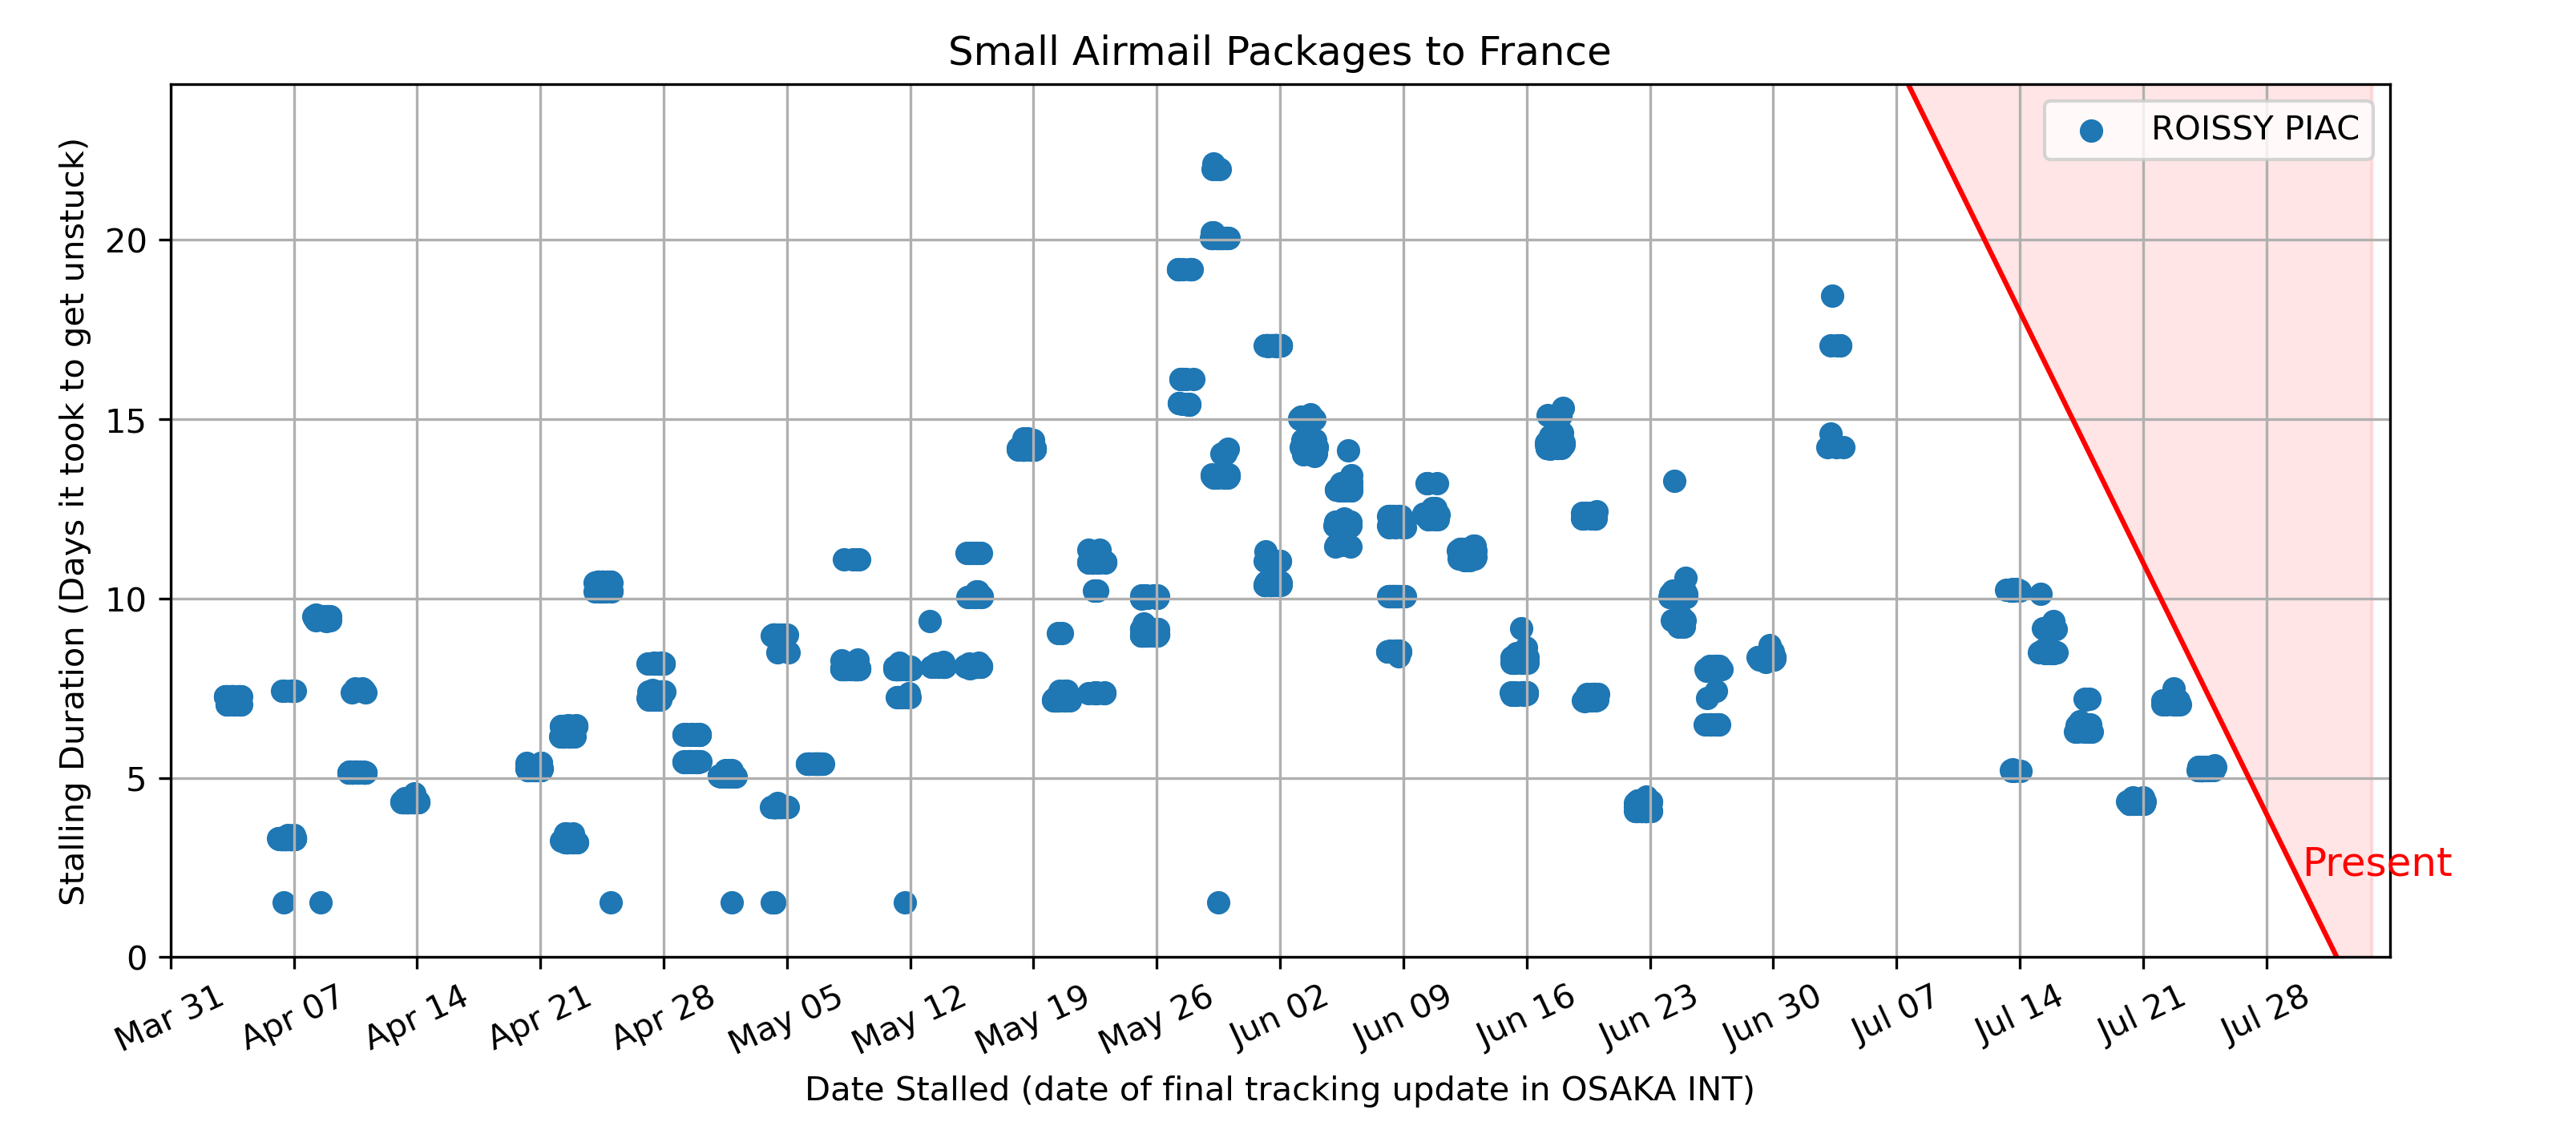 Small Airmail Packages to France
ROISSY PIAC
Stalling Duration (Days it took to get unstuck)
20
15
10
5
0
Present
Mar 31 Apr 07 Apr 14 Apr 21 Apr 28 May 05 May 12 May 19 May 26 Jun 02 Jun 09 Jun 16 Jun 23 Jun 30 Jul 07 Jul 14 Jul 21 Jul 28
Date Stalled (date of final tracking update in OSAKA INT)